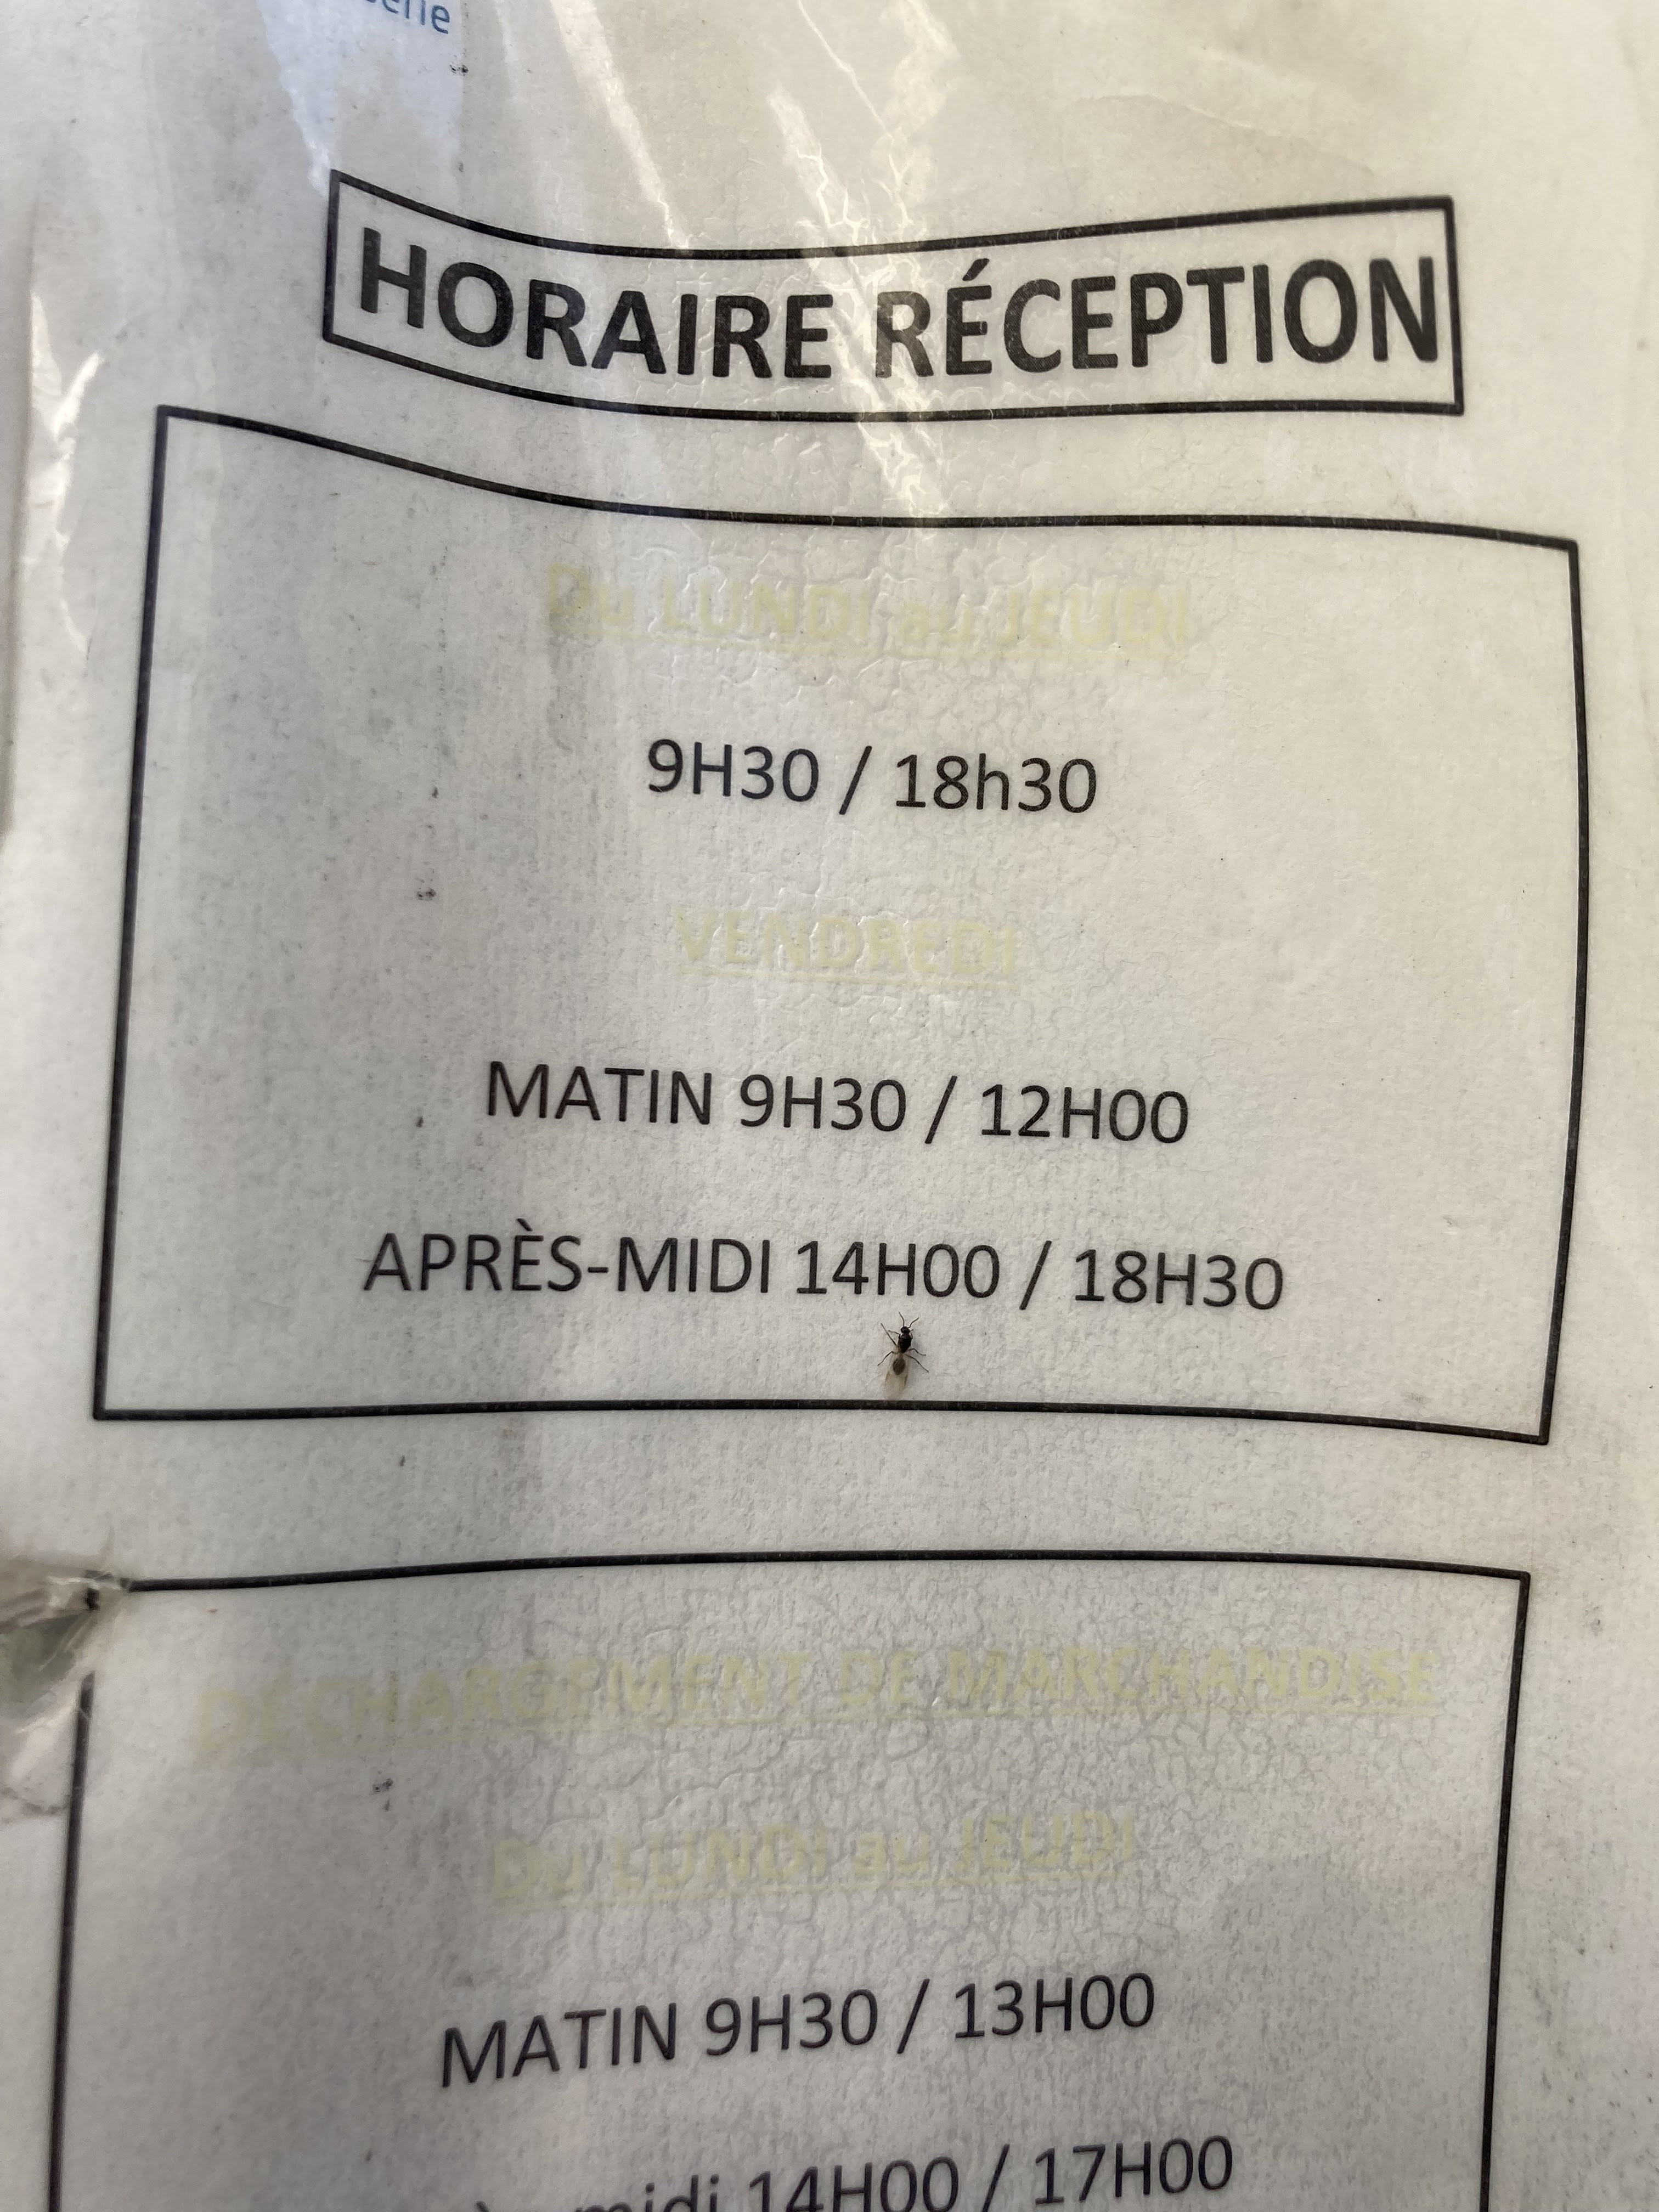 HORAIRE RÉCEPTION
Du LUNDI au JEUDI
9H30 / 18h30
VENDREDI
MATIN 9H30 / 12H00
APRÈS-MIDI 14H00 / 18H30
DÉCHARGEMENT DE MARCHANDISE
Du LUNDI au JEUDI
MATIN 9H30 / 13H00
midi 14H00 / 17H00